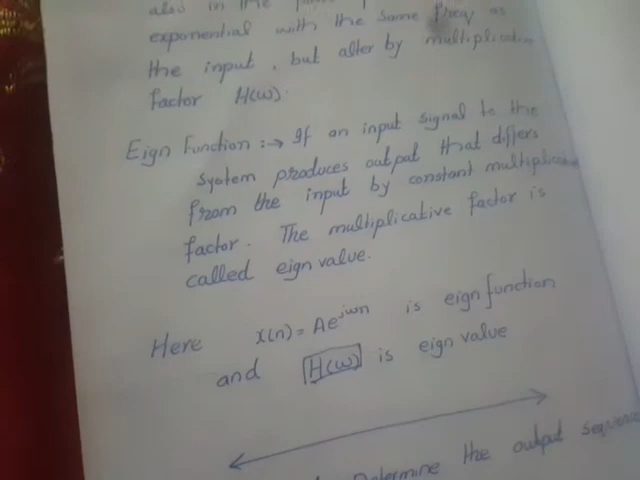 also in the
exponential with the same freq as
the input, but alter by multiplicative
factor H(ω).
Eign Function :→ If an input signal to the
system produces output that differs
from the input by constant multiplicative
factor. The multiplicative factor is
called eign value.
Here x(n) = Ae^jωn is eign function
and H(ω) is eign value
Determine the output sequence